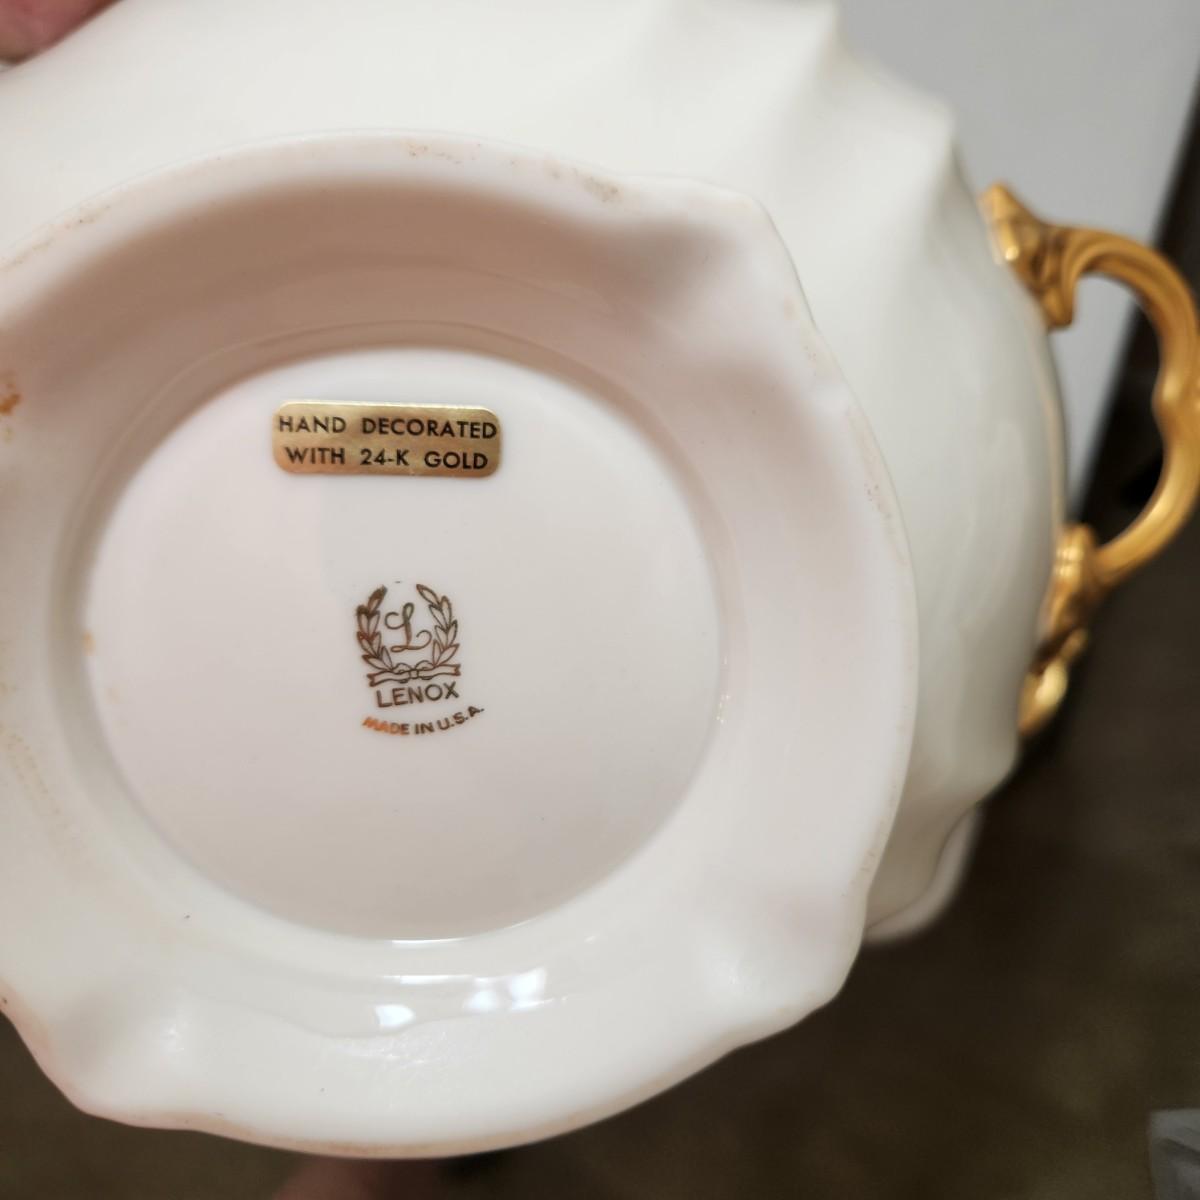 HAND DECORATED
WITH 24-K GOLD
L
LENOX
MADE IN U.S.A.